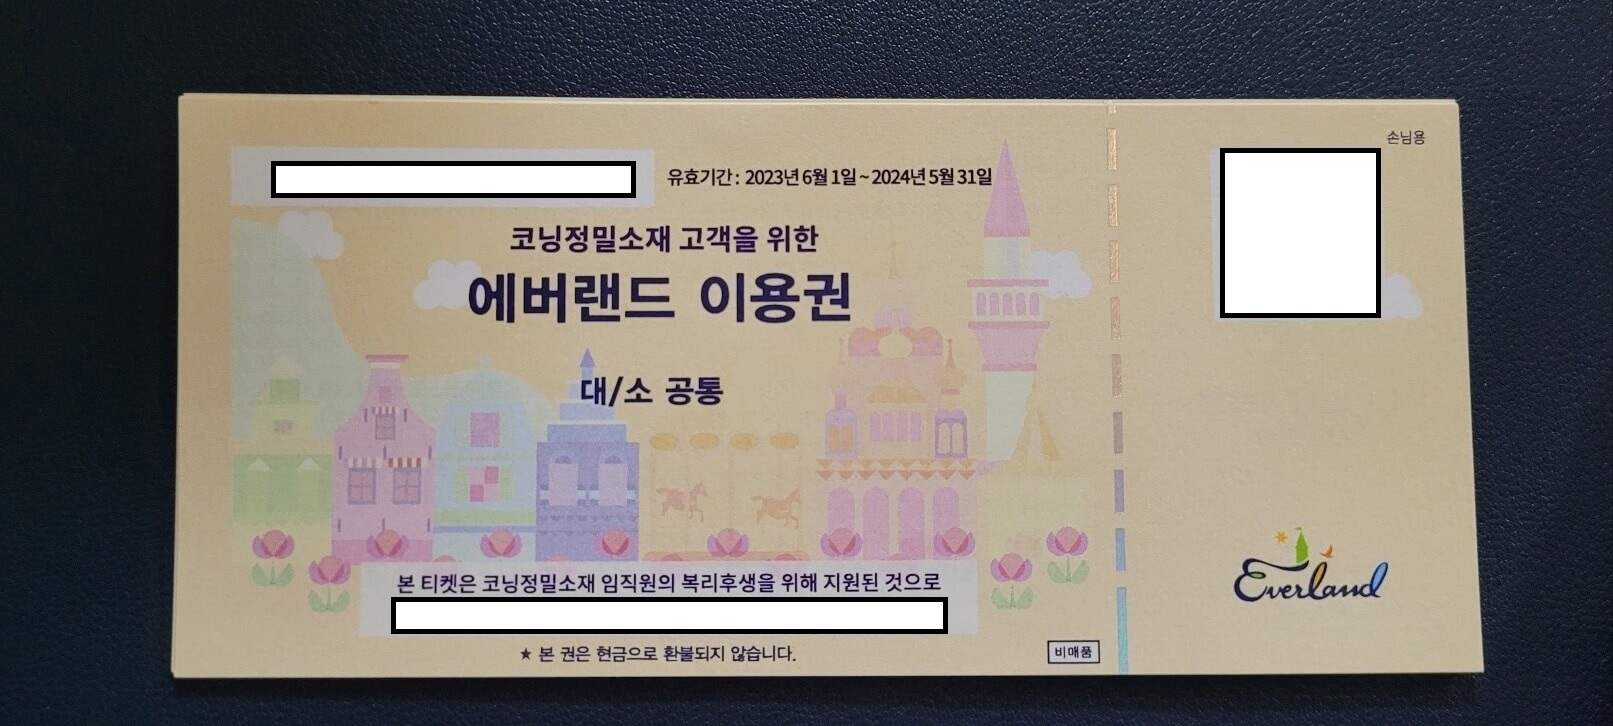 유효기간 : 2023년 6월 1일 ~ 2024년 5월 31일
코닝정밀소재 고객을 위한
에버랜드 이용권
대/소 공통
본 티켓은 코닝정밀소재 임직원의 복리후생을 위해 지원된 것으로
★ 본 권은 현금으로 환불되지 않습니다.
비매품
손님용
Everland